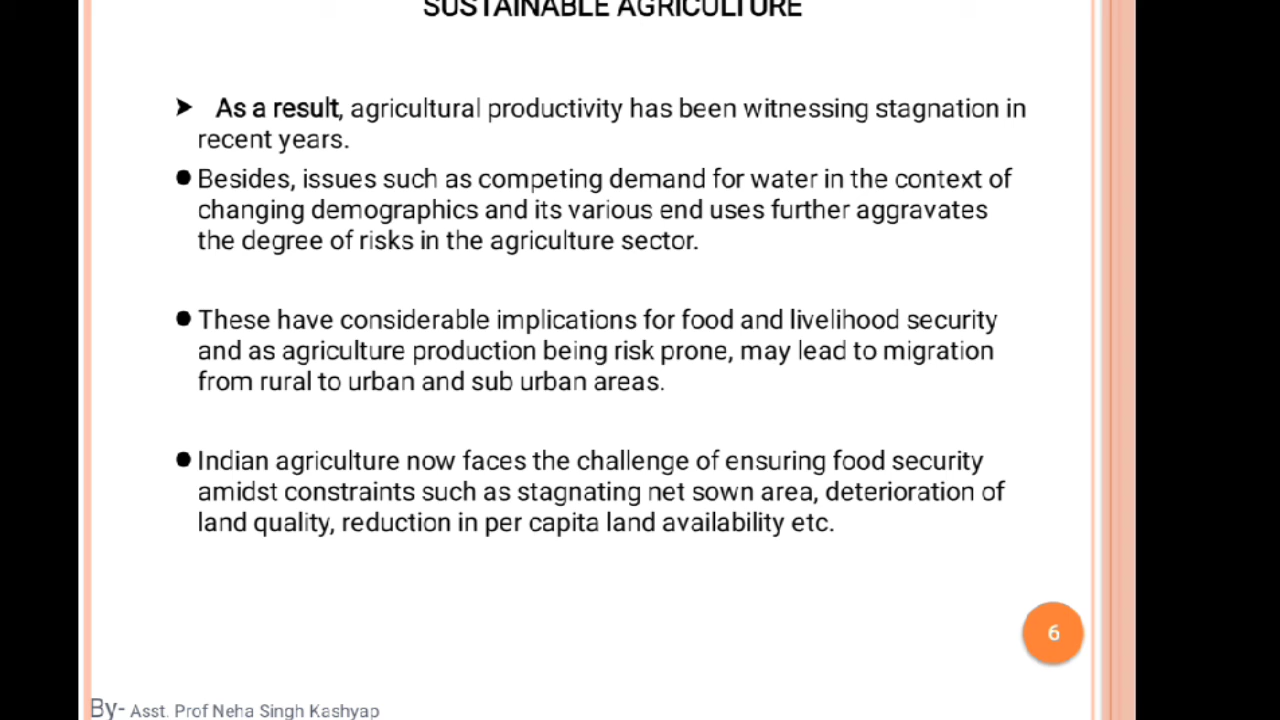 SUSTAINABLE AGRICULTURE
➤ As a result, agricultural productivity has been witnessing stagnation in
recent years.
● Besides, issues such as competing demand for water in the context of
changing demographics and its various end uses further aggravates
the degree of risks in the agriculture sector.
● These have considerable implications for food and livelihood security
and as agriculture production being risk prone, may lead to migration
from rural to urban and sub urban areas.
● Indian agriculture now faces the challenge of ensuring food security
amidst constraints such as stagnating net sown area, deterioration of
land quality, reduction in per capita land availability etc.
6
By- Asst. Prof Neha Singh Kashyap